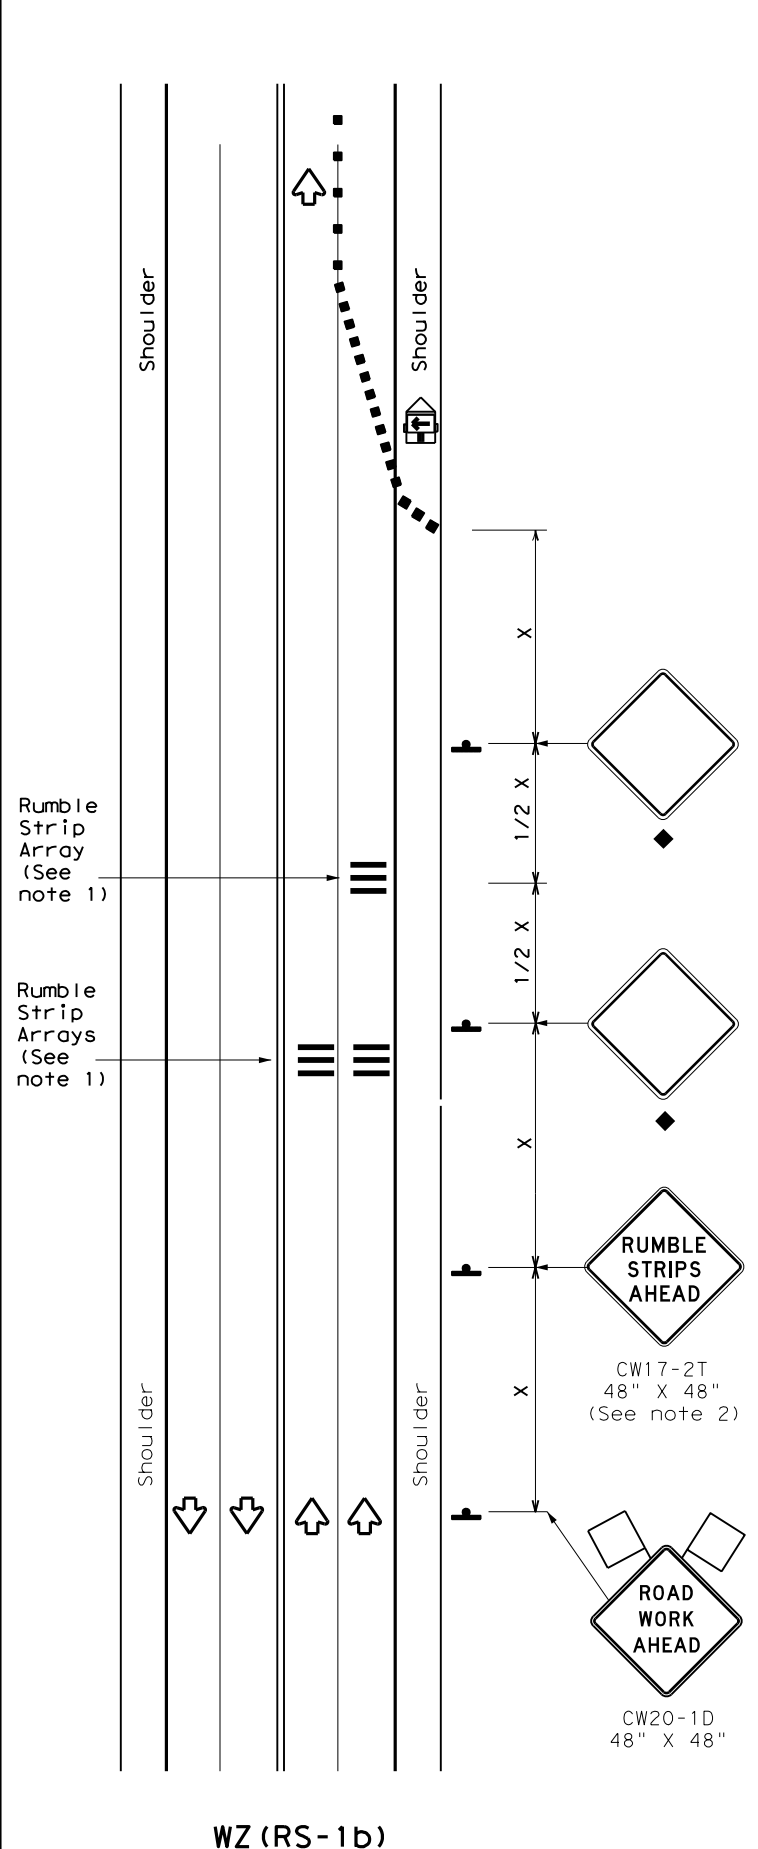 Shoulder
Shoulder
X
1/2 X
Rumble
Strip
Array
(See
note 1)
1/2 X
Rumble
Strip
Arrays
(See
note 1)
X
RUMBLE
STRIPS
AHEAD
CW17-2T
48" X 48"
(See note 2)
X
Shoulder
Shoulder
ROAD
WORK
AHEAD
CW20-1D
48" X 48"
WZ(RS-1b)